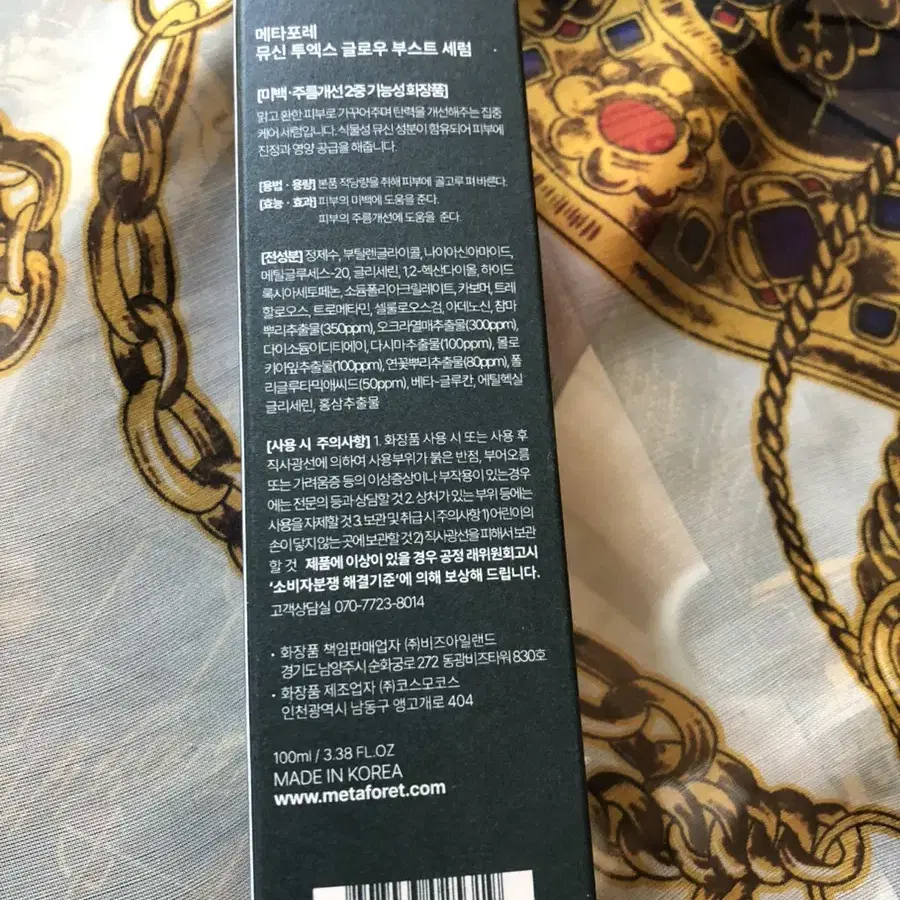 메타포레
뮤신 투엑스 글로우 부스트 세럼
[미백·주름개선 2중 기능성 화장품]
맑고 환한 피부로 가꾸어주며 탄력을 개선해주는 집중
케어 세럼입니다. 식물성 뮤신 성분이 함유되어 피부에
진정과 영양 공급을 해줍니다.
[용법·용량] 본품 적당량을 취해 피부에 골고루 펴 바른다.
[효능·효과] 피부의 미백에 도움을 준다.
피부의 주름개선에 도움을 준다.
[전성분] 정제수, 부틸렌글라이콜, 나이아신아마이드,
메틸글루세스-20, 글리세린, 1,2-헥산다이올, 하이드
록시아세토페논, 소듐폴리아크릴레이트, 카보머, 트레
할로오스, 트로메타민, 셀룰로오스검, 아데노신, 참마
뿌리추출물(350ppm), 오크라열매추출물(300ppm),
다이소듐이디티에이, 다시마추출물(100ppm), 몰로
키아잎추출물(100ppm), 연꽃뿌리추출물(80ppm), 폴
리글루타믹애씨드(50ppm), 베타-글루칸, 에틸헥실
글리세린, 홍삼추출물
[사용 시 주의사항] 1. 화장품 사용 시 또는 사용 후
직사광선에 의하여 사용부위가 붉은 반점, 부어오름
또는 가려움증 등의 이상증상이나 부작용이 있는경우
에는 전문의 등과 상담할 것 2. 상처가 있는 부위 등에는
사용을 자제할 것 3. 보관 및 취급 시 주의사항 1) 어린이의
손이 닿지 않는 곳에 보관할 것 2) 직사광선을 피해서 보관
할 것 제품에 이상이 있을 경우 공정 래위원회고시
'소비자분쟁 해결기준'에 의해 보상해 드립니다.
고객상담실 070-7723-8014
• 화장품 책임판매업자 (주)비즈아일랜드
경기도 남양주시 순화궁로 272 동광비즈타워 830호
• 화장품 제조업자 (주)코스모코스
인천광역시 남동구 앵고개로 404
100ml / 3.38 FL.OZ
MADE IN KOREA
www.metaforet.com